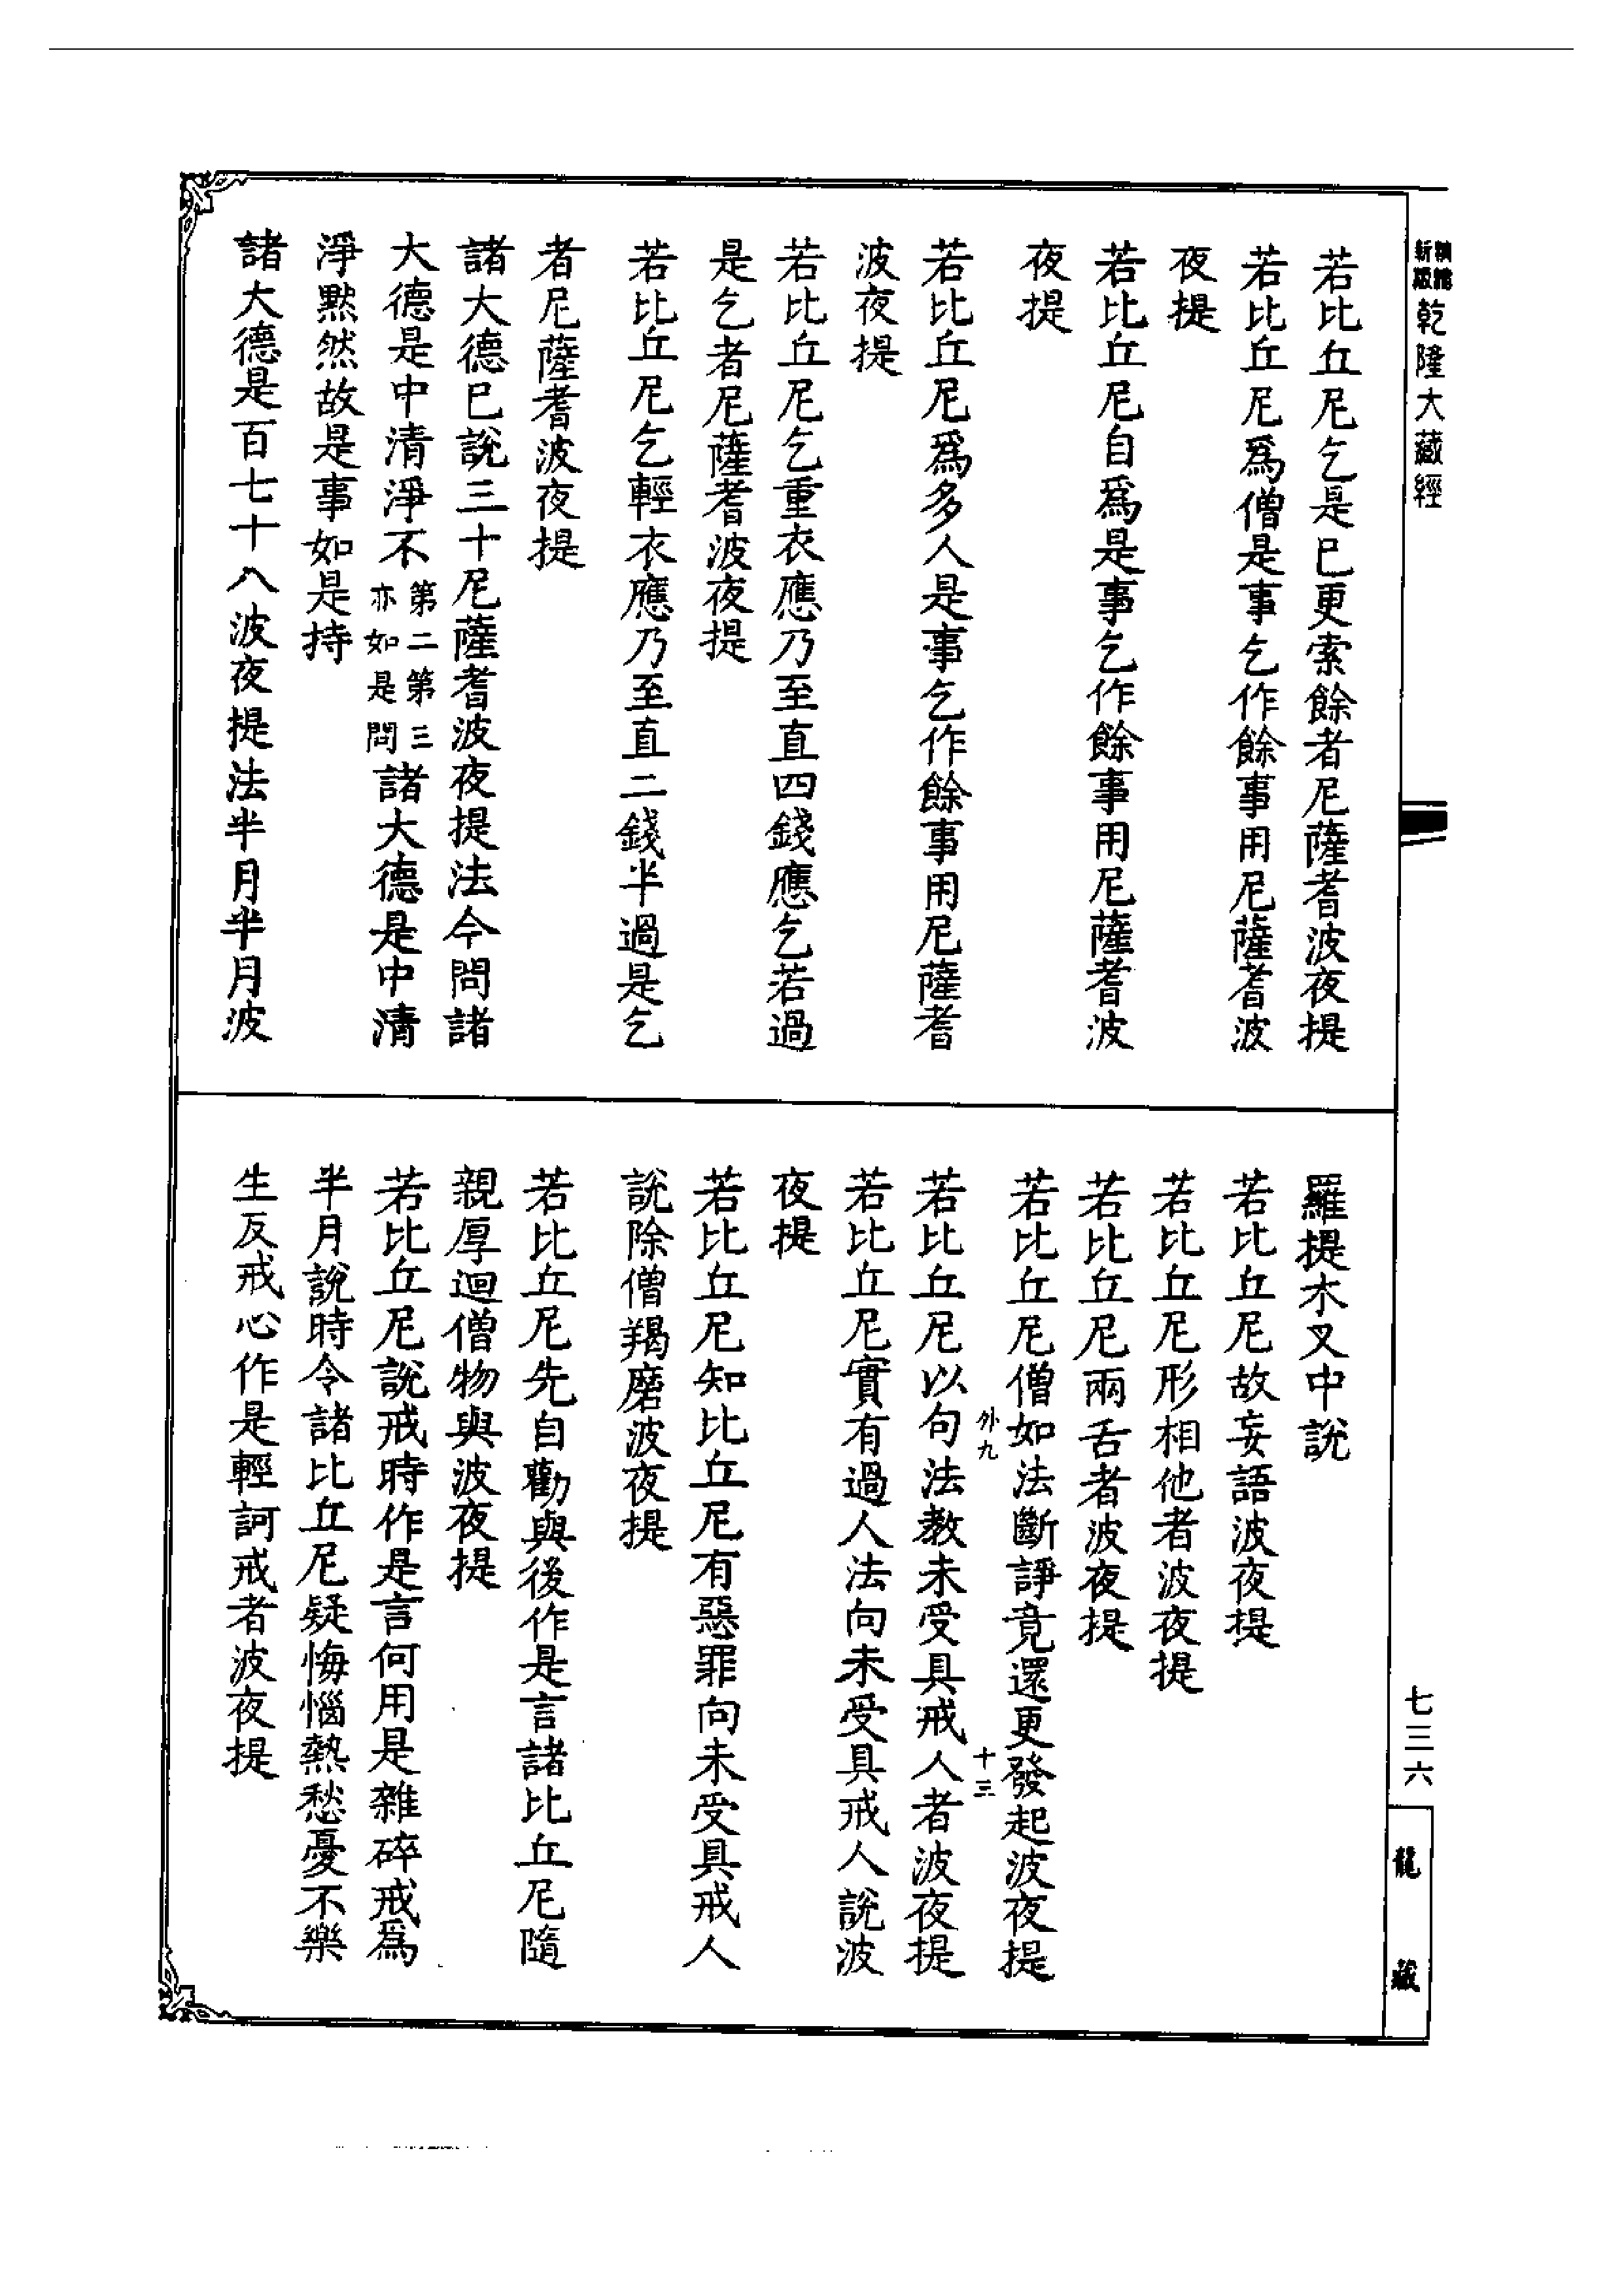 新版
精縮
乾隆大藏經
若比丘尼乞是已更索餘者尼薩耆波夜提
若比丘尼爲僧是事乞作餘事用尼薩耆波
夜提
若比丘尼自爲是事乞作餘事用尼薩耆波
夜提
若比丘尼爲多人是事乞作餘事用尼薩耆
波夜提
若比丘尼乞重衣應乃至直四錢應乞若過
是乞者尼薩耆波夜提
若比丘尼乞輕衣應乃至直二錢半過是乞
者尼薩耆波夜提
諸大德已說三十尼薩耆波夜提法今問諸
大德是中清淨不第二第三亦如是問諸大德是中清
淨黙然故是事如是持
諸大德是百七十八波夜提法半月半月波
羅提木叉中說
若比丘尼故妄語波夜提
若比丘尼形相他者波夜提
若比丘尼兩舌者波夜提
若比丘尼僧如法斷諍竟還更發起波夜提
外九
十三
若比丘尼以句法教未受具戒人者波夜提
若比丘尼實有過人法向未受具戒人說波
夜提
若比丘尼知比丘尼有惡罪向未受具戒人
說除僧羯磨波夜提
若比丘尼先自勸與後作是言諸比丘尼隨
親厚迴僧物與波夜提
若比丘尼說戒時作是言何用是雜碎戒爲
半月說時令諸比丘尼疑悔惱熱愁憂不樂
生反戒心作是輕訶戒者波夜提
七三六
龍藏